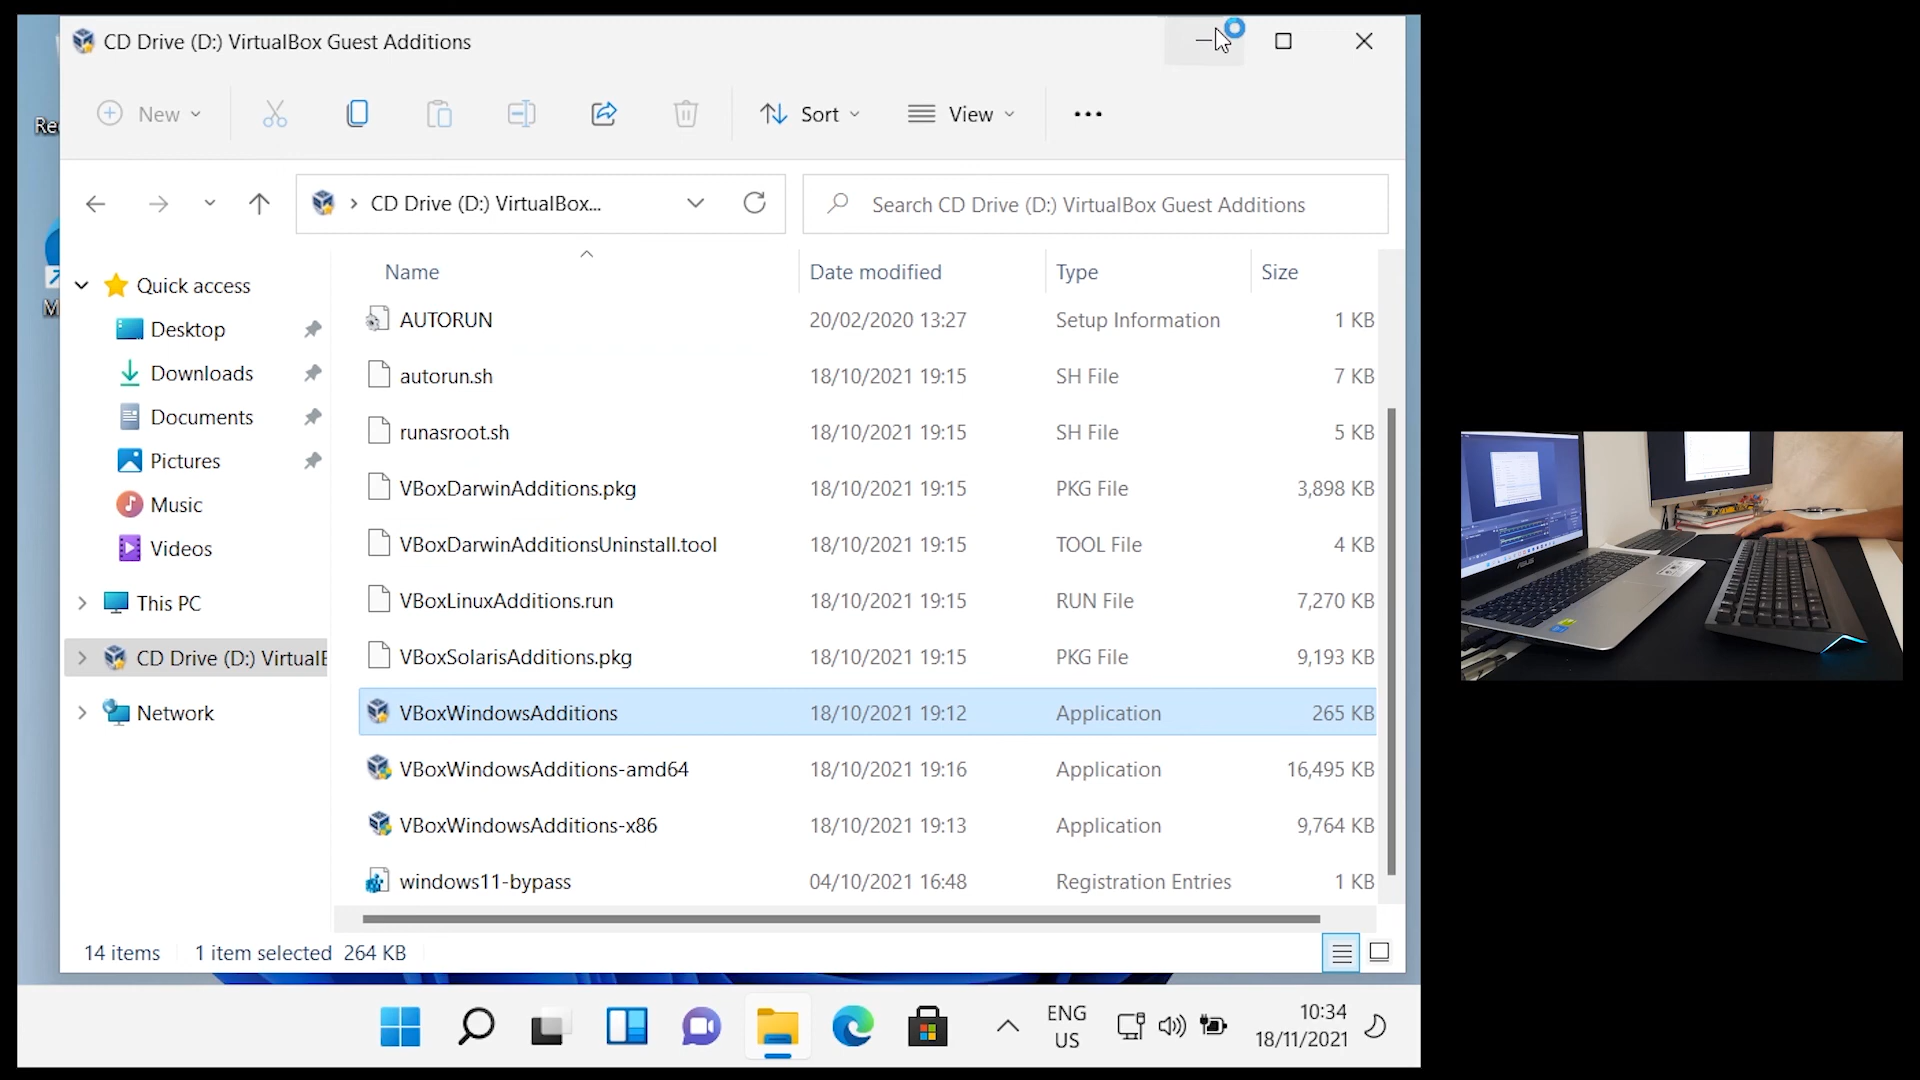 CD Drive (D:) VirtualBox Guest Additions
New
Sort
View
CD Drive (D:) VirtualBox...
Search CD Drive (D:) VirtualBox Guest Additions
Name Date modified Type Size
Quick access
Desktop
Downloads
Documents
Pictures
Music
Videos
This PC
CD Drive (D:) VirtualB
Network
AUTORUN 20/02/2020 13:27 Setup Information 1 KB
autorun.sh 18/10/2021 19:15 SH File 7 KB
runasroot.sh 18/10/2021 19:15 SH File 5 KB
VBoxDarwinAdditions.pkg 18/10/2021 19:15 PKG File 3,898 KB
VBoxDarwinAdditionsUninstall.tool 18/10/2021 19:15 TOOL File 4 KB
VBoxLinuxAdditions.run 18/10/2021 19:15 RUN File 7,270 KB
VBoxSolarisAdditions.pkg 18/10/2021 19:15 PKG File 9,193 KB
VBoxWindowsAdditions 18/10/2021 19:12 Application 265 KB
VBoxWindowsAdditions-amd64 18/10/2021 19:16 Application 16,495 KB
VBoxWindowsAdditions-x86 18/10/2021 19:13 Application 9,764 KB
windows11-bypass 04/10/2021 16:48 Registration Entries 1 KB
14 items 1 item selected 264 KB
Rec
M
ENG
US
10:34
18/11/2021